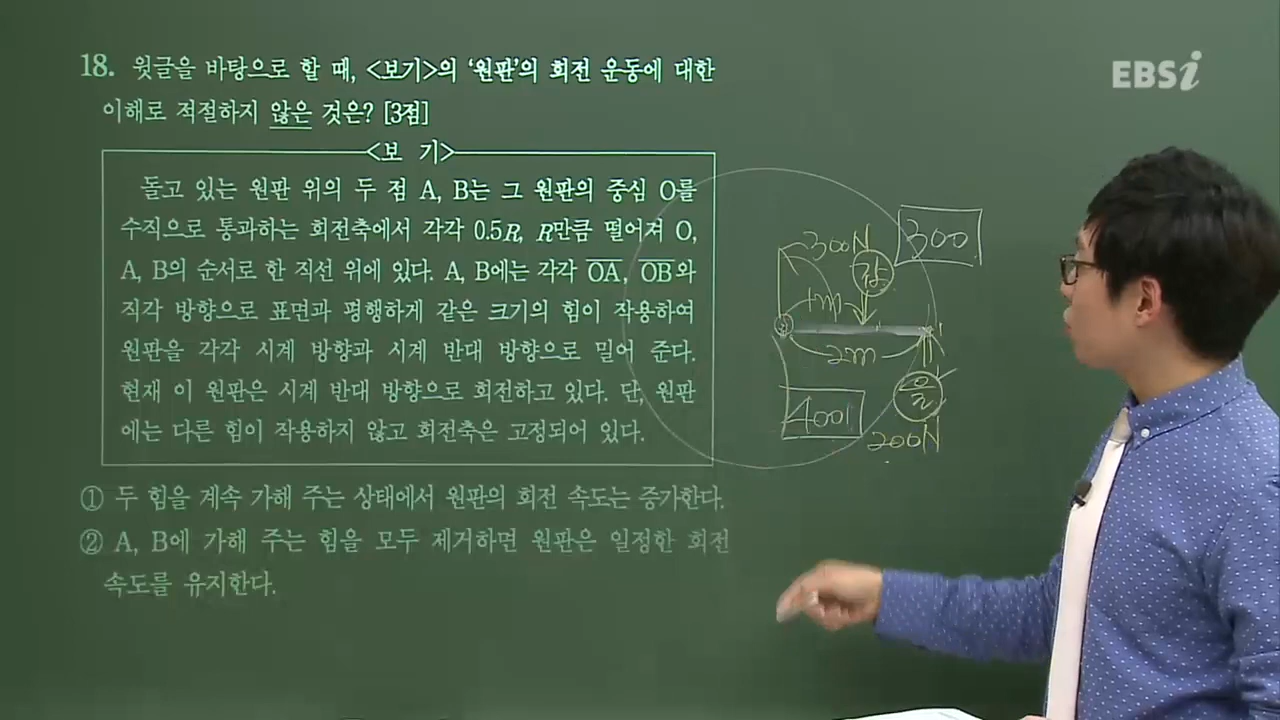 18. 윗글을 바탕으로 할 때, <보기>의 '원판'의 회전 운동에 대한
이해로 적절하지 않은 것은? [3점]
<보 기>
돌고 있는 원판 위의 두 점 A, B는 그 원판의 중심 O를
수직으로 통과하는 회전축에서 각각 0.5R, R만큼 떨어져 O,
A, B의 순서로 한 직선 위에 있다. A, B에는 각각 OA, OB와
직각 방향으로 표면과 평행하게 같은 크기의 힘이 작용하여
원판을 각각 시계 방향과 시계 반대 방향으로 밀어 준다.
현재 이 원판은 시계 반대 방향으로 회전하고 있다. 단, 원판
에는 다른 힘이 작용하지 않고 회전축은 고정되어 있다.
① 두 힘을 계속 가해 주는 상태에서 원판의 회전 속도는 증가한다.
② A, B에 가해 주는 힘을 모두 제거하면 원판은 일정한 회전
속도를 유지한다.
EBSi
300N
300
갑
1m
2m
을
400
200N